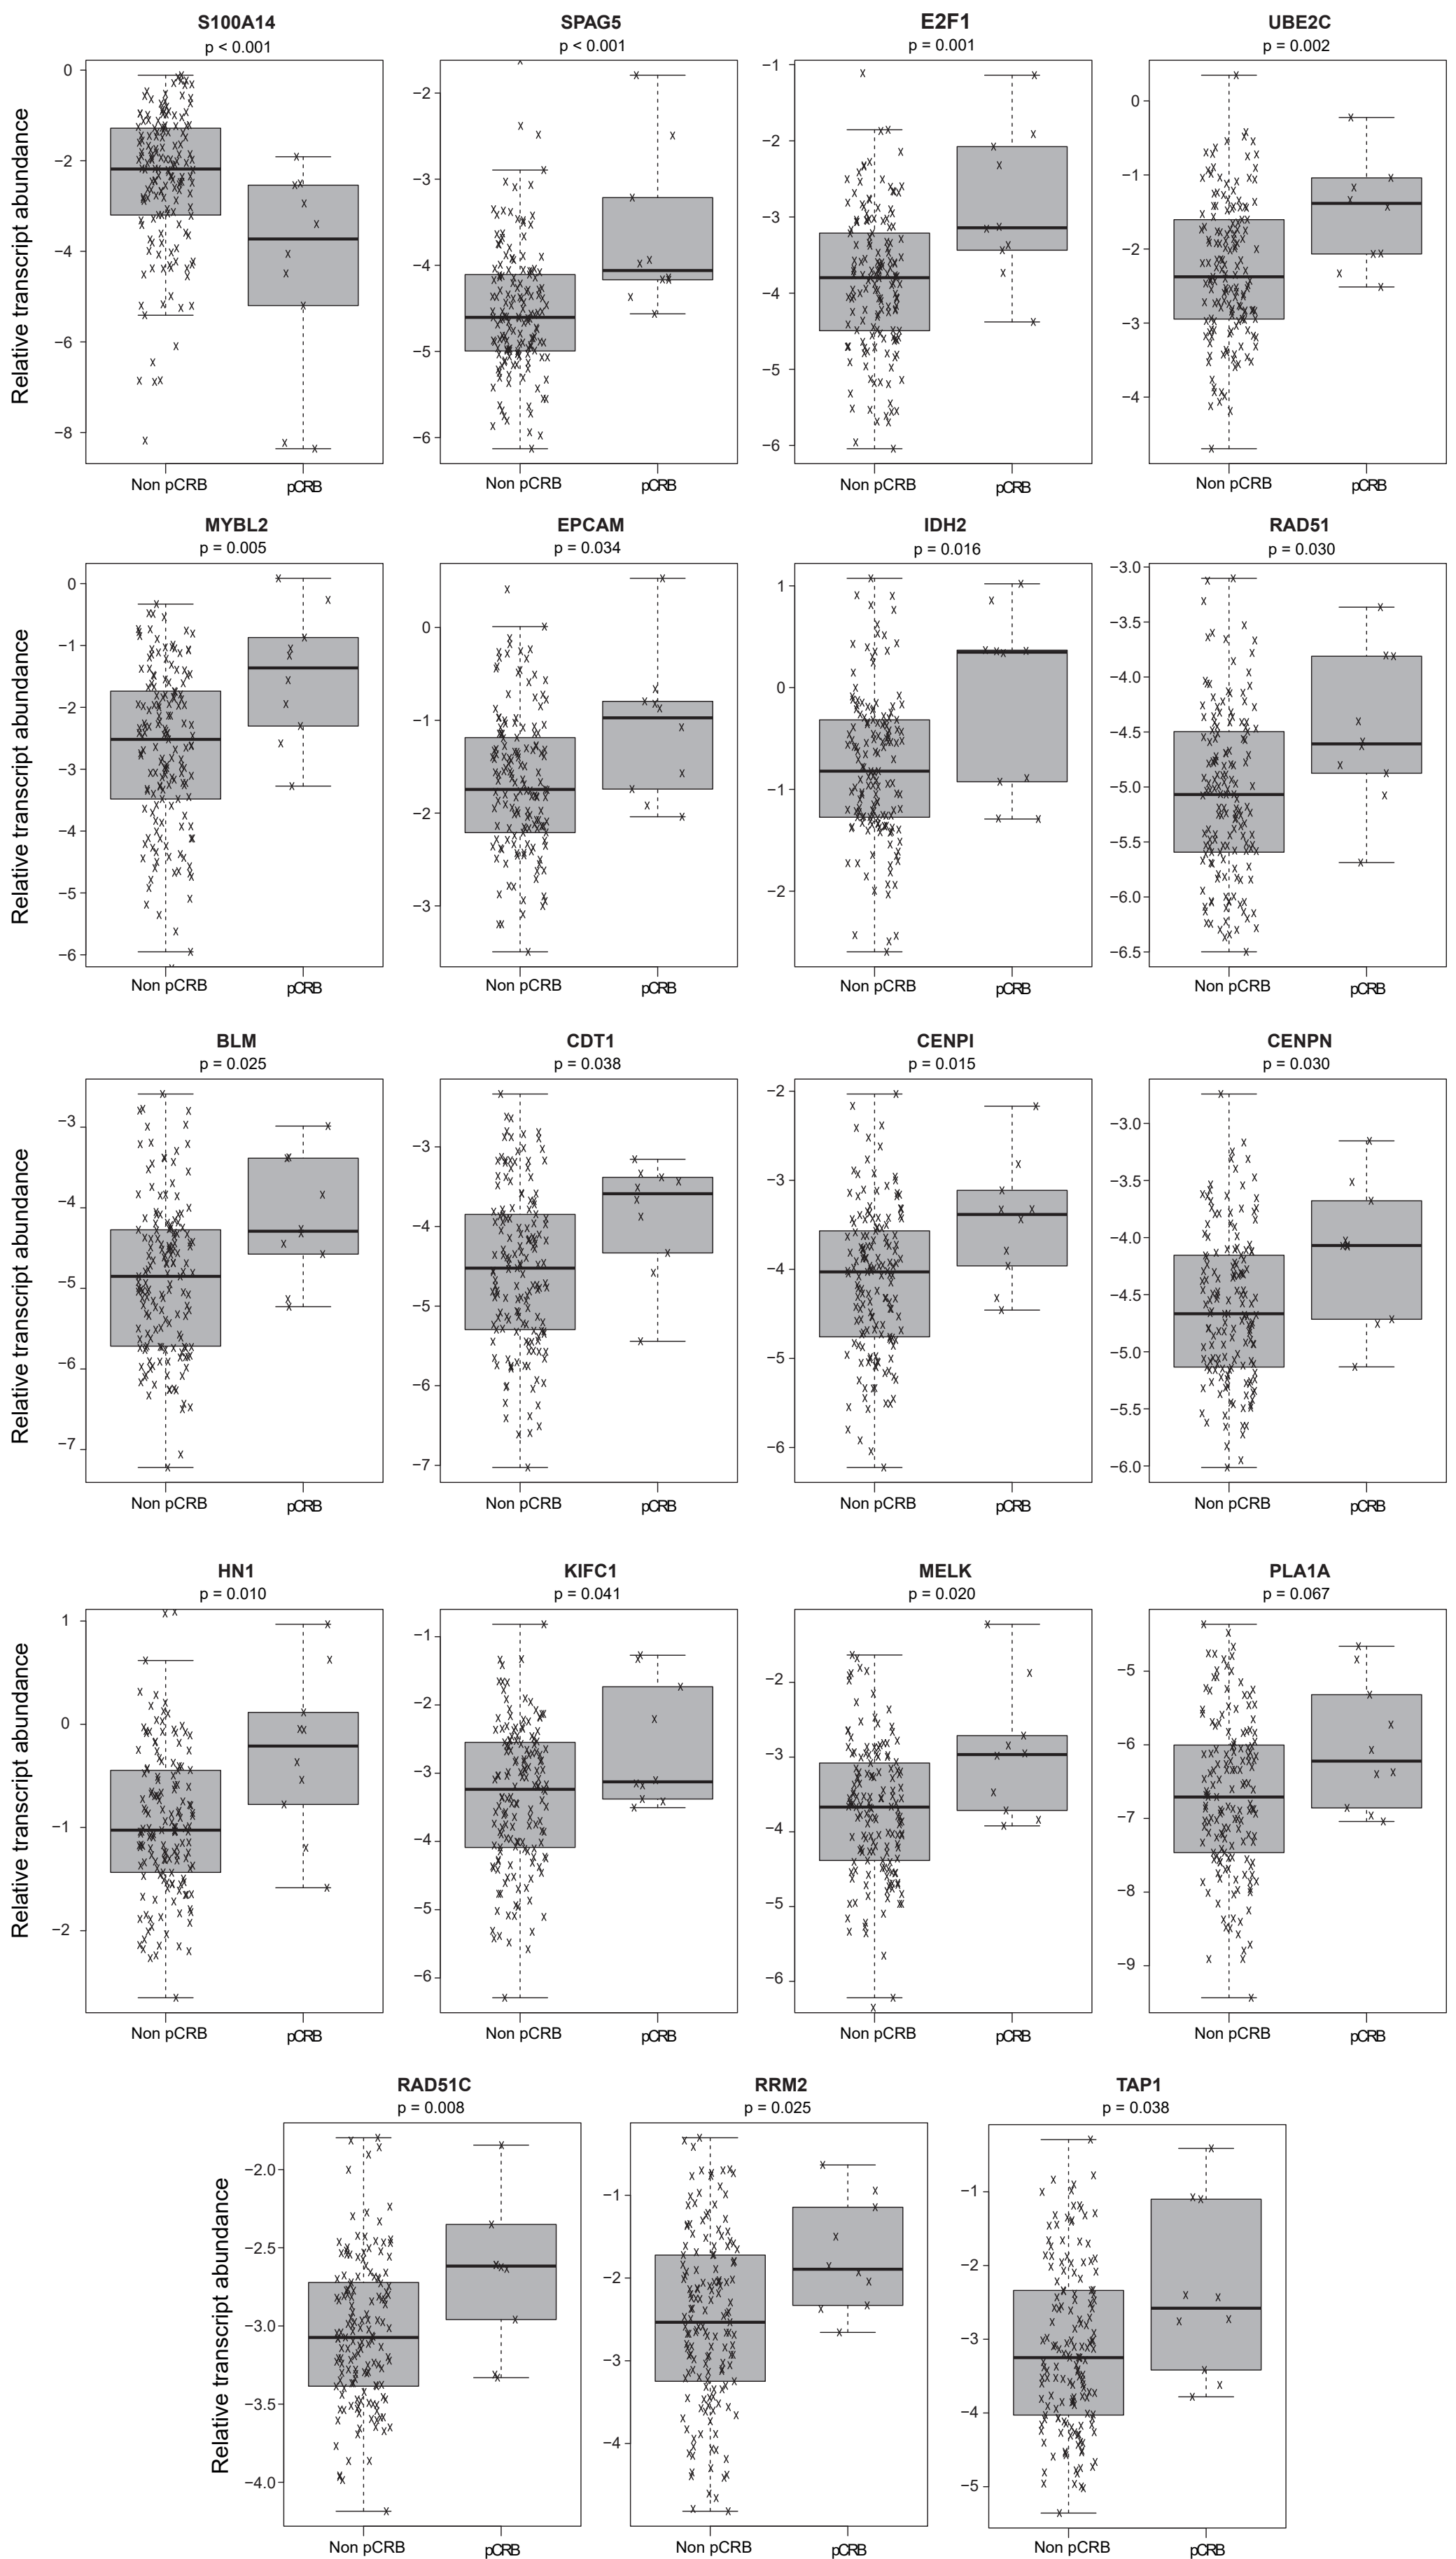 S100A14 SPAG5 E2F1 UBE2C
p < 0.001 p < 0.001 p = 0.001 p = 0.002
Relative transcript abundance
0 −2 −4 −6 −8
−2 −3 −4 −5 −6
−1 −2 −3 −4 −5 −6
0 −1 −2 −3 −4
Non pCRB pCRB Non pCRB pCRB Non pCRB pCRB Non pCRB pCRB
MYBL2 EPCAM IDH2 RAD51
p = 0.005 p = 0.034 p = 0.016 p = 0.030
Relative transcript abundance
0 −1 −2 −3 −4 −5 −6
0 −1 −2 −3
1 0 −1 −2
−3.0 −3.5 −4.0 −4.5 −5.0 −5.5 −6.0 −6.5
Non pCRB pCRB Non pCRB pCRB Non pCRB pCRB Non pCRB pCRB
BLM CDT1 CENPI CENPN
p = 0.025 p = 0.038 p = 0.015 p = 0.030
Relative transcript abundance
−3 −4 −5 −6 −7
−3 −4 −5 −6 −7
−2 −3 −4 −5 −6
−3.0 −3.5 −4.0 −4.5 −5.0 −5.5 −6.0
Non pCRB pCRB Non pCRB pCRB Non pCRB pCRB Non pCRB pCRB
HN1 KIFC1 MELK PLA1A
p = 0.010 p = 0.041 p = 0.020 p = 0.067
Relative transcript abundance
1 0 −1 −2
−1 −2 −3 −4 −5 −6
−2 −3 −4 −5 −6
−5 −6 −7 −8 −9
Non pCRB pCRB Non pCRB pCRB Non pCRB pCRB Non pCRB pCRB
RAD51C RRM2 TAP1
p = 0.008 p = 0.025 p = 0.038
Relative transcript abundance
−2.0 −2.5 −3.0 −3.5 −4.0
−1 −2 −3 −4
−1 −2 −3 −4 −5
Non pCRB pCRB Non pCRB pCRB Non pCRB pCRB